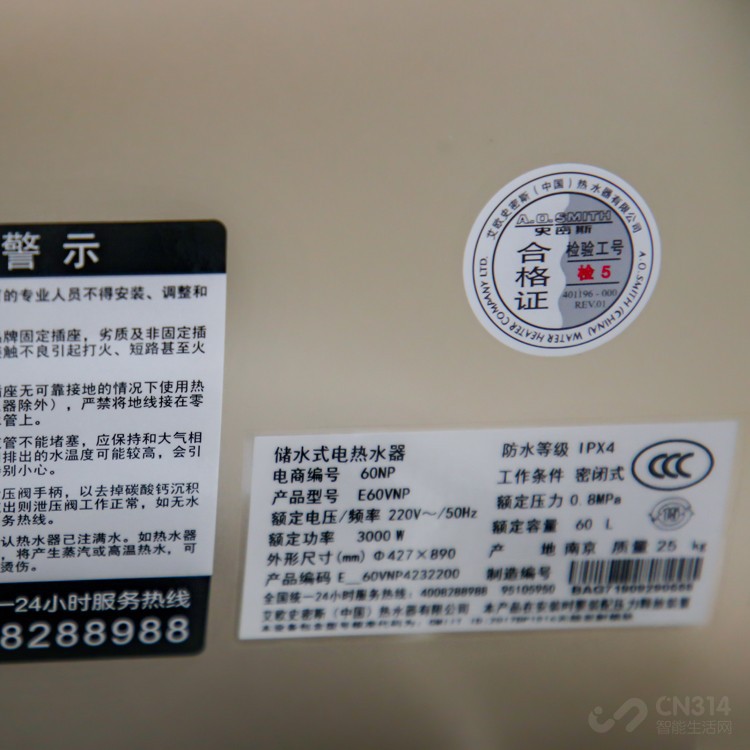 警 示
的专业人员不得安装、调整和
牌固定插座，劣质及非固定插
接触不良引起打火、短路甚至火
插座无可靠接地的情况下使用热
器除外），严禁将地线接在零
管上。
管不能堵塞，应保持和大气相
排出的水温度可能较高，会引
特别小心。
泄压阀手柄，以去掉碳酸钙沉积
流出则泄压阀工作正常，如无水
服务热线。
认热水器已注满水。如热水器
，将产生蒸汽或高温热水，可
烫伤。
一24小时服务热线
8288988
艾欧史密斯（中国）热水器有限公司
A.O.SMITH
史密斯
合格证
检验工号
检 5
401196-000
REV.01
A.O.SMITH (CHINA) WATER HEATER COMPANY LTD.
储水式电热水器
电商编号 60NP
产品型号 E60VNP
额定电压/频率 220V～/50Hz
额定功率 3000 W
外形尺寸(mm) Φ427×890
产品编码 E__60VNP4232200
全国统一24小时服务热线：4008288988 95105950
艾欧史密斯（中国）热水器有限公司
防水等级 IPX4
工作条件 密闭式
额定压力 0.8MPa
额定容量 60 L
产 地 南京 质量 25 kg
制造编号
CCC
CN314
智能生活网